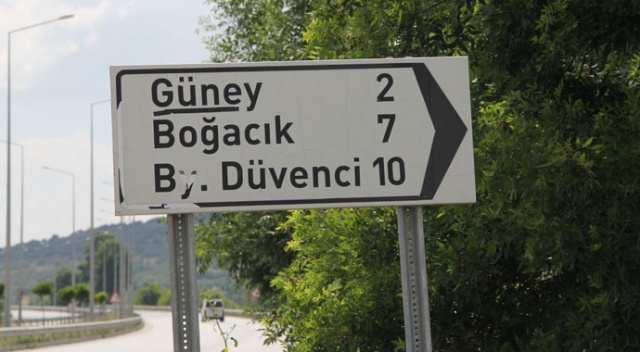 Güney 2
Boğacık 7
By. Düvenci 10